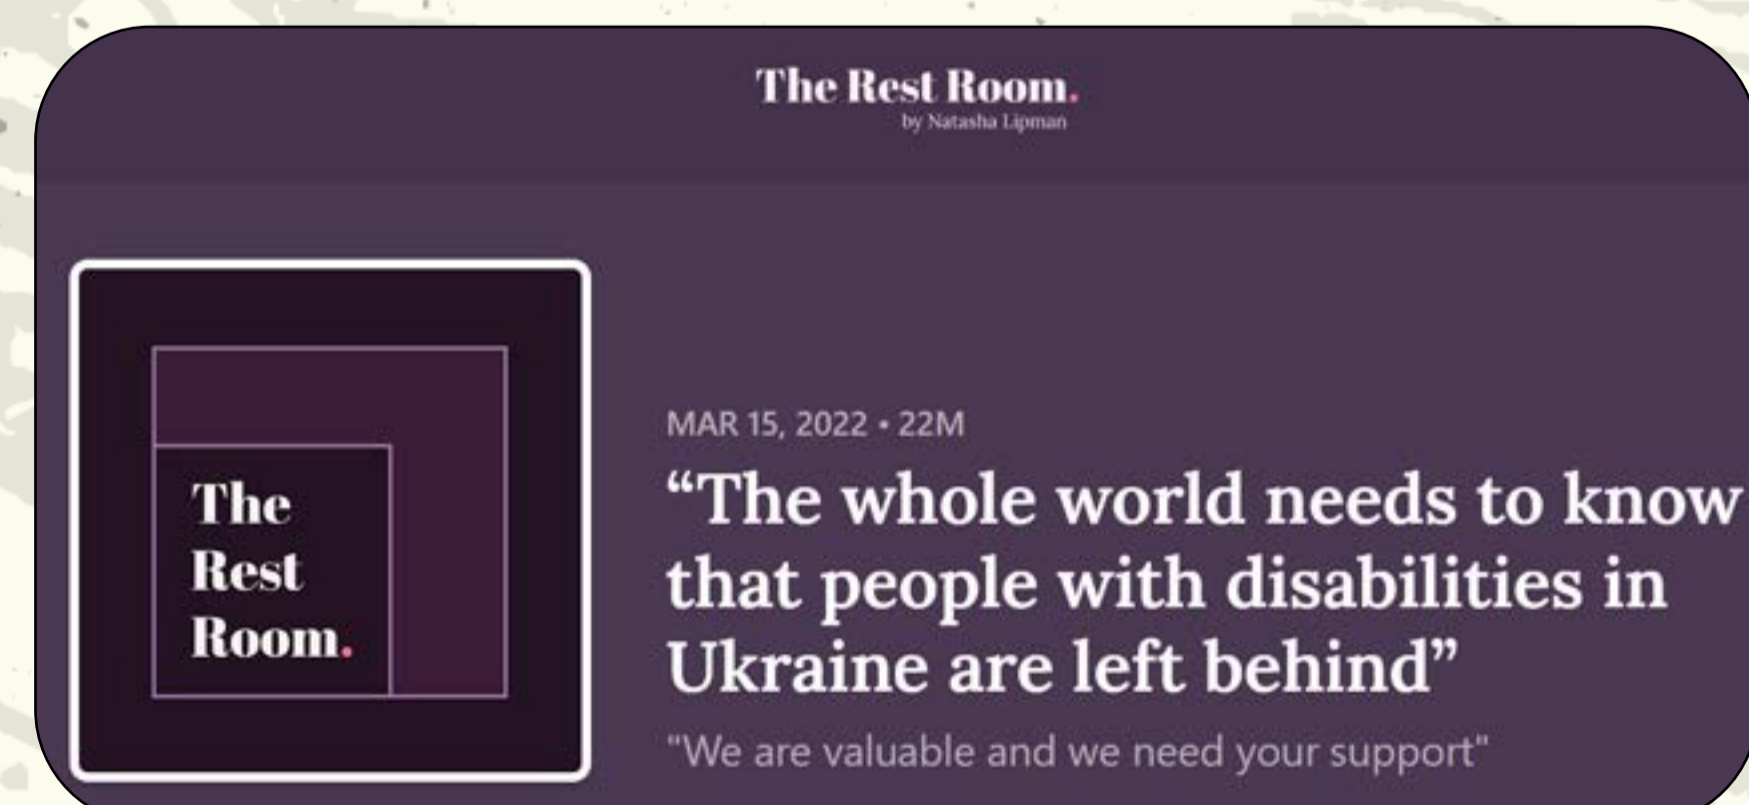 The Rest Room.
by Natasha Lipman
The
Rest
Room.
MAR 15, 2022 • 22M
“The whole world needs to know
that people with disabilities in
Ukraine are left behind”
"We are valuable and we need your support"